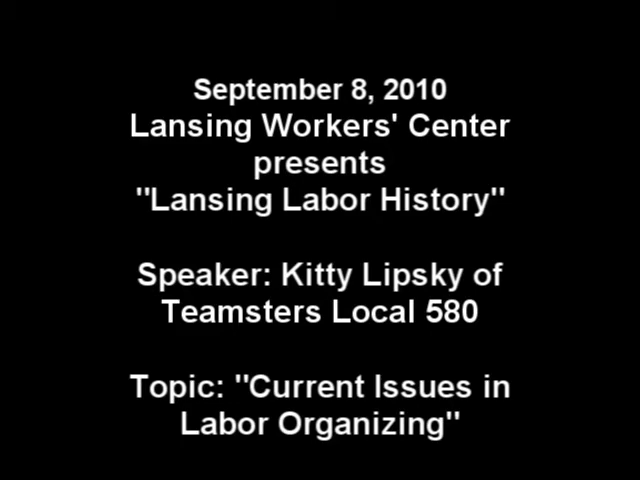 September 8, 2010
Lansing Workers' Center
presents
"Lansing Labor History"
Speaker: Kitty Lipsky of
Teamsters Local 580
Topic: "Current Issues in
Labor Organizing"